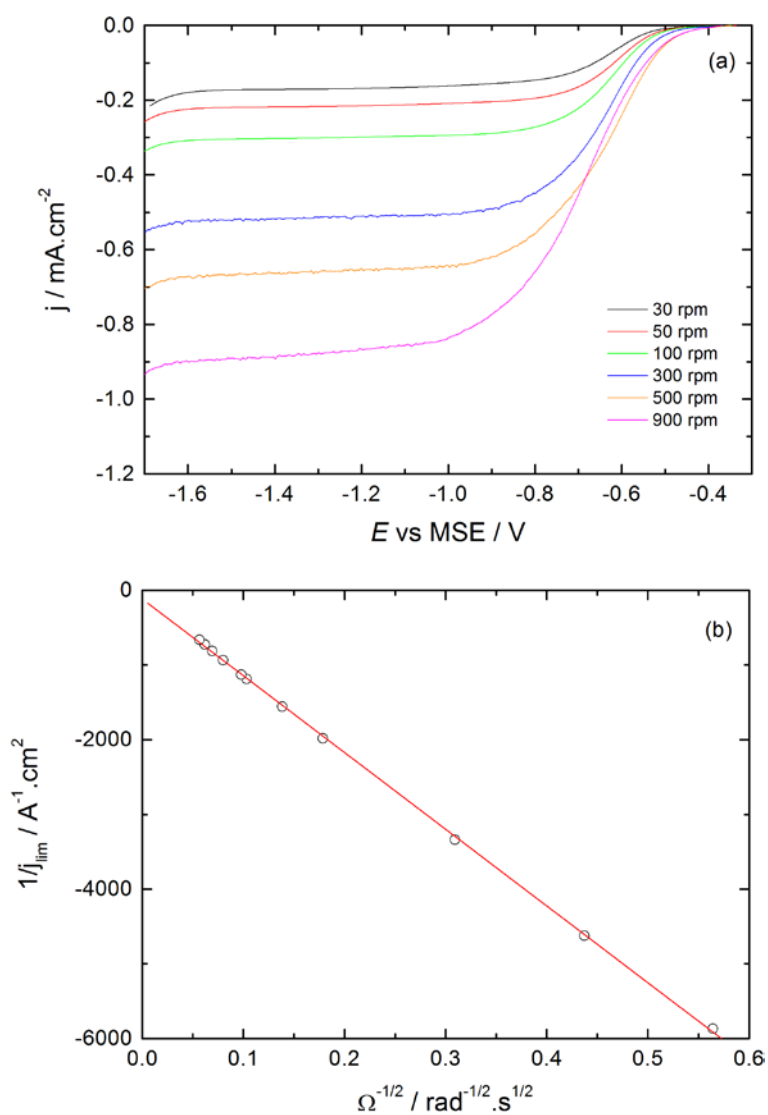 (a)
0.0
-0.2
-0.4
-0.6
-0.8
-1.0
-1.2
j / mA.cm⁻²
30 rpm
50 rpm
100 rpm
300 rpm
500 rpm
900 rpm
-1.6 -1.4 -1.2 -1.0 -0.8 -0.6 -0.4
E vs MSE / V
(b)
0
-2000
-4000
-6000
1/j_lim / A⁻¹.cm²
0.0 0.1 0.2 0.3 0.4 0.5 0.6
Ω⁻¹/² / rad⁻¹/².s¹/²